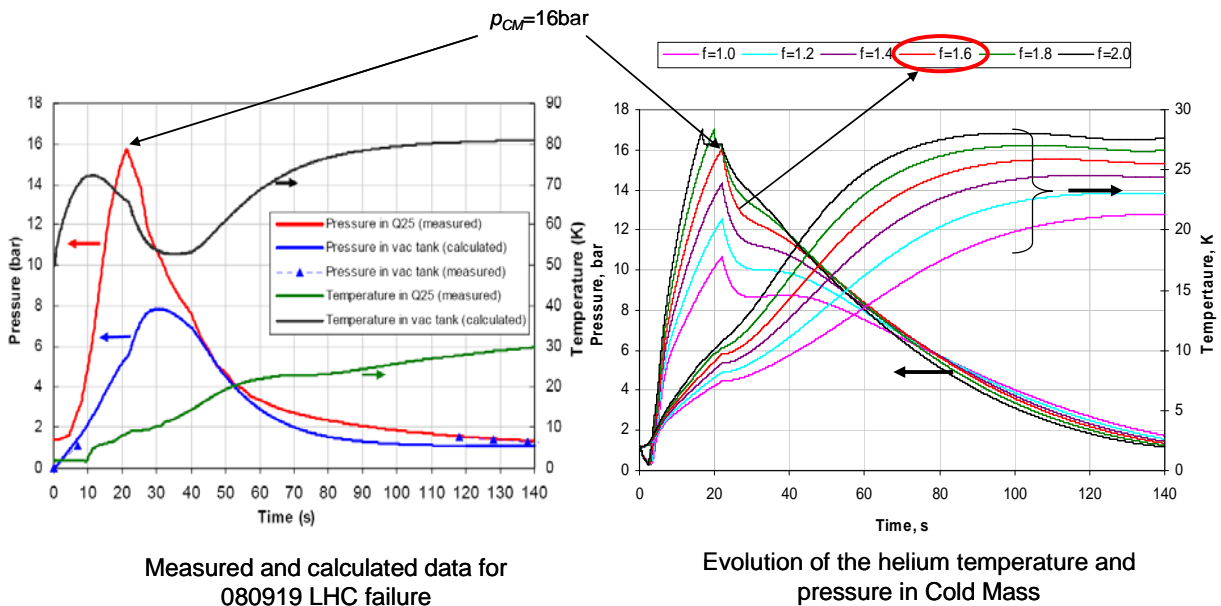 pCM=16bar
f=1.0 f=1.2 f=1.4 f=1.6 f=1.8 f=2.0
18
16
14
12
10
8
6
4
2
0
Pressure (bar)
90
80
70
60
50
40
30
20
10
0
Temperature (K)
Pressure in Q25 (measured)
Pressure in vac tank (calculated)
Pressure in vac tank (measured)
Temperature in Q25 (measured)
Temperature in vac tank (calculated)
0 10 20 30 40 50 60 70 80 90 100 110 120 130 140
Time (s)
18
16
14
12
10
8
6
4
2
0
Pressure, bar
30
25
20
15
10
5
0
Tempertaure, K
0 20 40 60 80 100 120 140
Time, s
Measured and calculated data for
080919 LHC failure
Evolution of the helium temperature and
pressure in Cold Mass